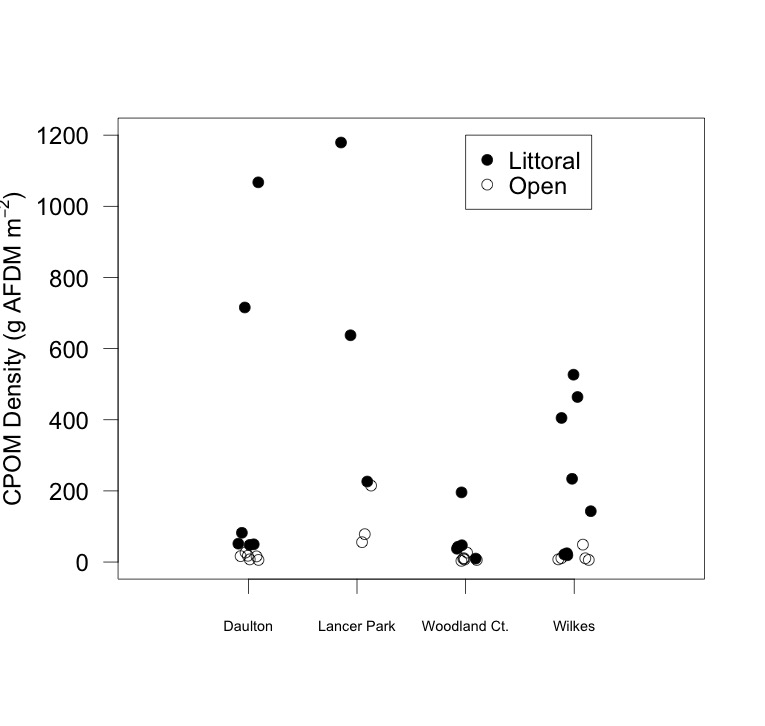 CPOM Density (g AFDM m⁻²)
1200
1000
800
600
400
200
0
Littoral
Open
Daulton Lancer Park Woodland Ct. Wilkes